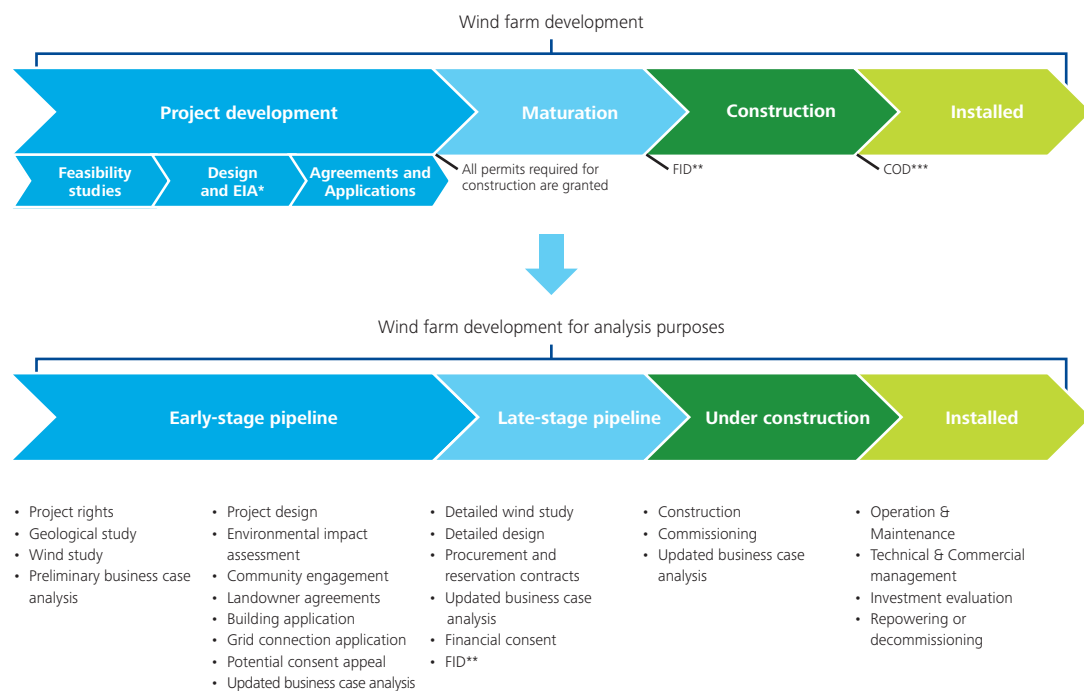 Wind farm development
Project development
Maturation
Construction
Installed
Feasibility
studies
Design
and EIA*
Agreements and
Applications
All permits required for
construction are granted
FID**
COD***
Wind farm development for analysis purposes
Early-stage pipeline
Late-stage pipeline
Under construction
Installed
• Project rights
• Geological study
• Wind study
• Preliminary business case
analysis
• Project design
• Environmental impact
assessment
• Community engagement
• Landowner agreements
• Building application
• Grid connection application
• Potential consent appeal
• Updated business case analysis
• Detailed wind study
• Detailed design
• Procurement and
reservation contracts
• Updated business case
analysis
• Financial consent
• FID**
• Construction
• Commissioning
• Updated business case
analysis
• Operation &
Maintenance
• Technical & Commercial
management
• Investment evaluation
• Repowering or
decommissioning